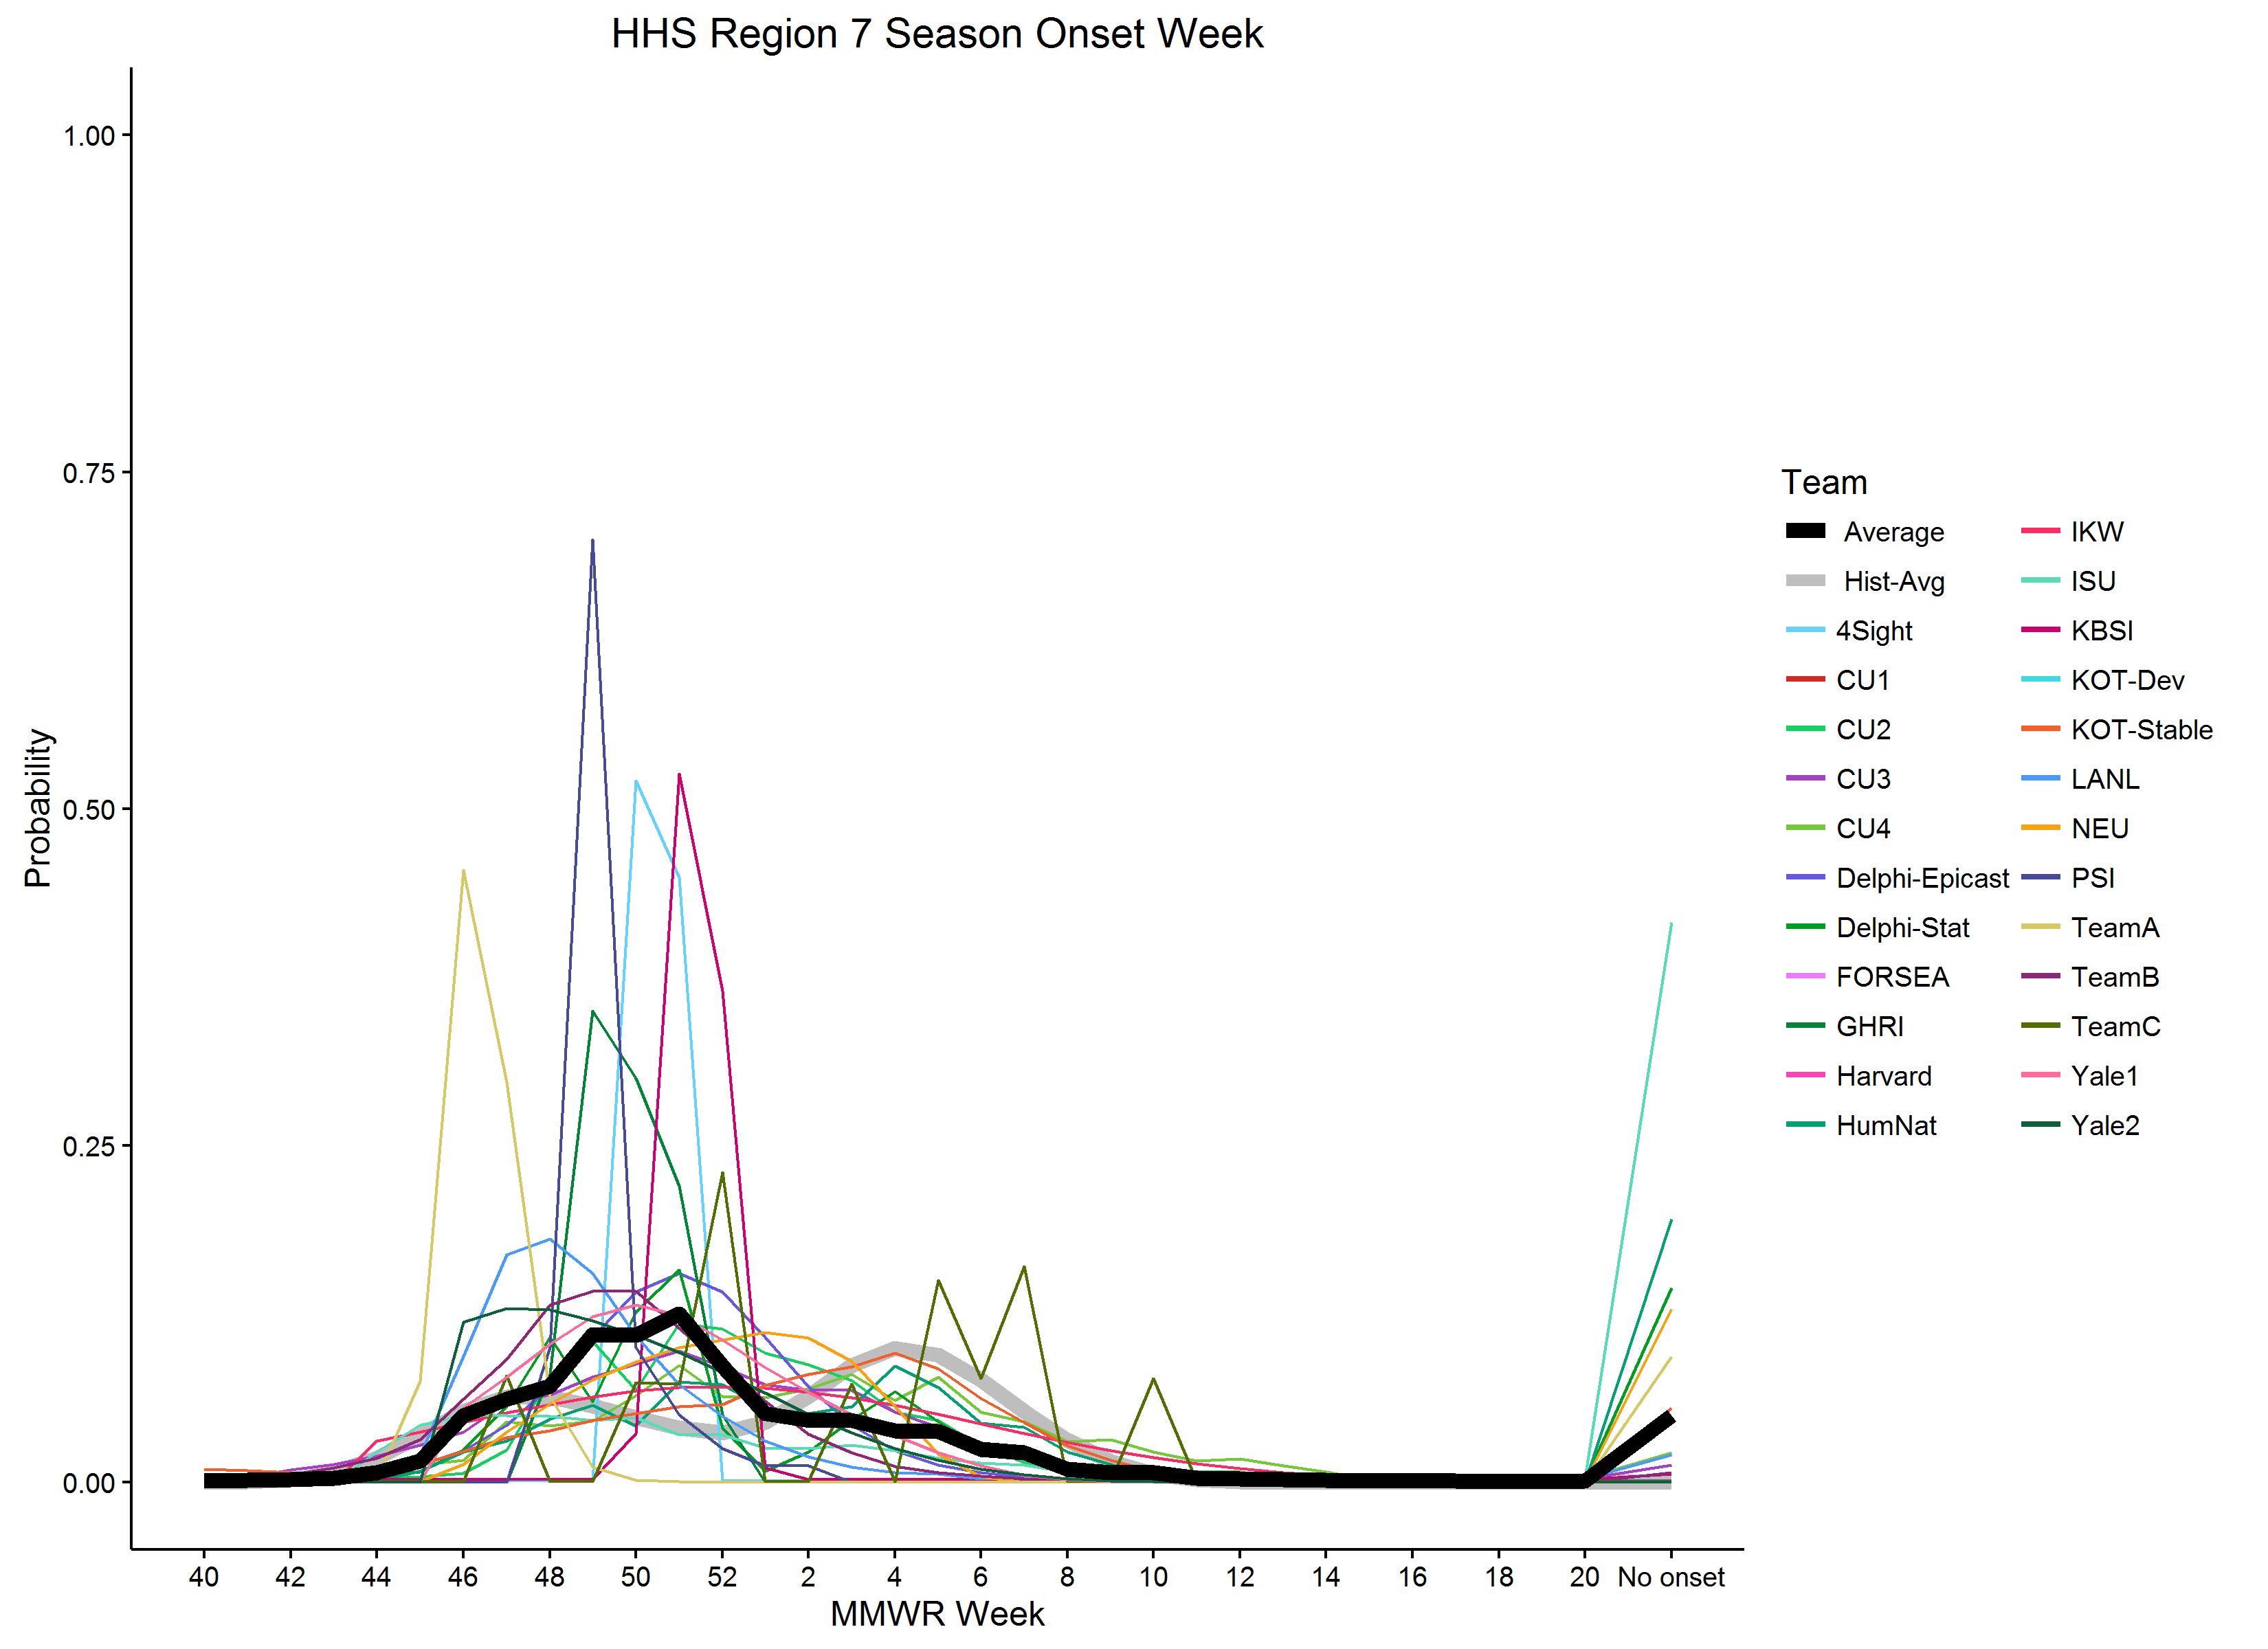 HHS Region 7 Season Onset Week
Probability
1.00
0.75
0.50
0.25
0.00
40 42 44 46 48 50 52 2 4 6 8 10 12 14 16 18 20 No onset
MMWR Week
Team
Average
Hist-Avg
4Sight
CU1
CU2
CU3
CU4
Delphi-Epicast
Delphi-Stat
FORSEA
GHRI
Harvard
HumNat
IKW
ISU
KBSI
KOT-Dev
KOT-Stable
LANL
NEU
PSI
TeamA
TeamB
TeamC
Yale1
Yale2